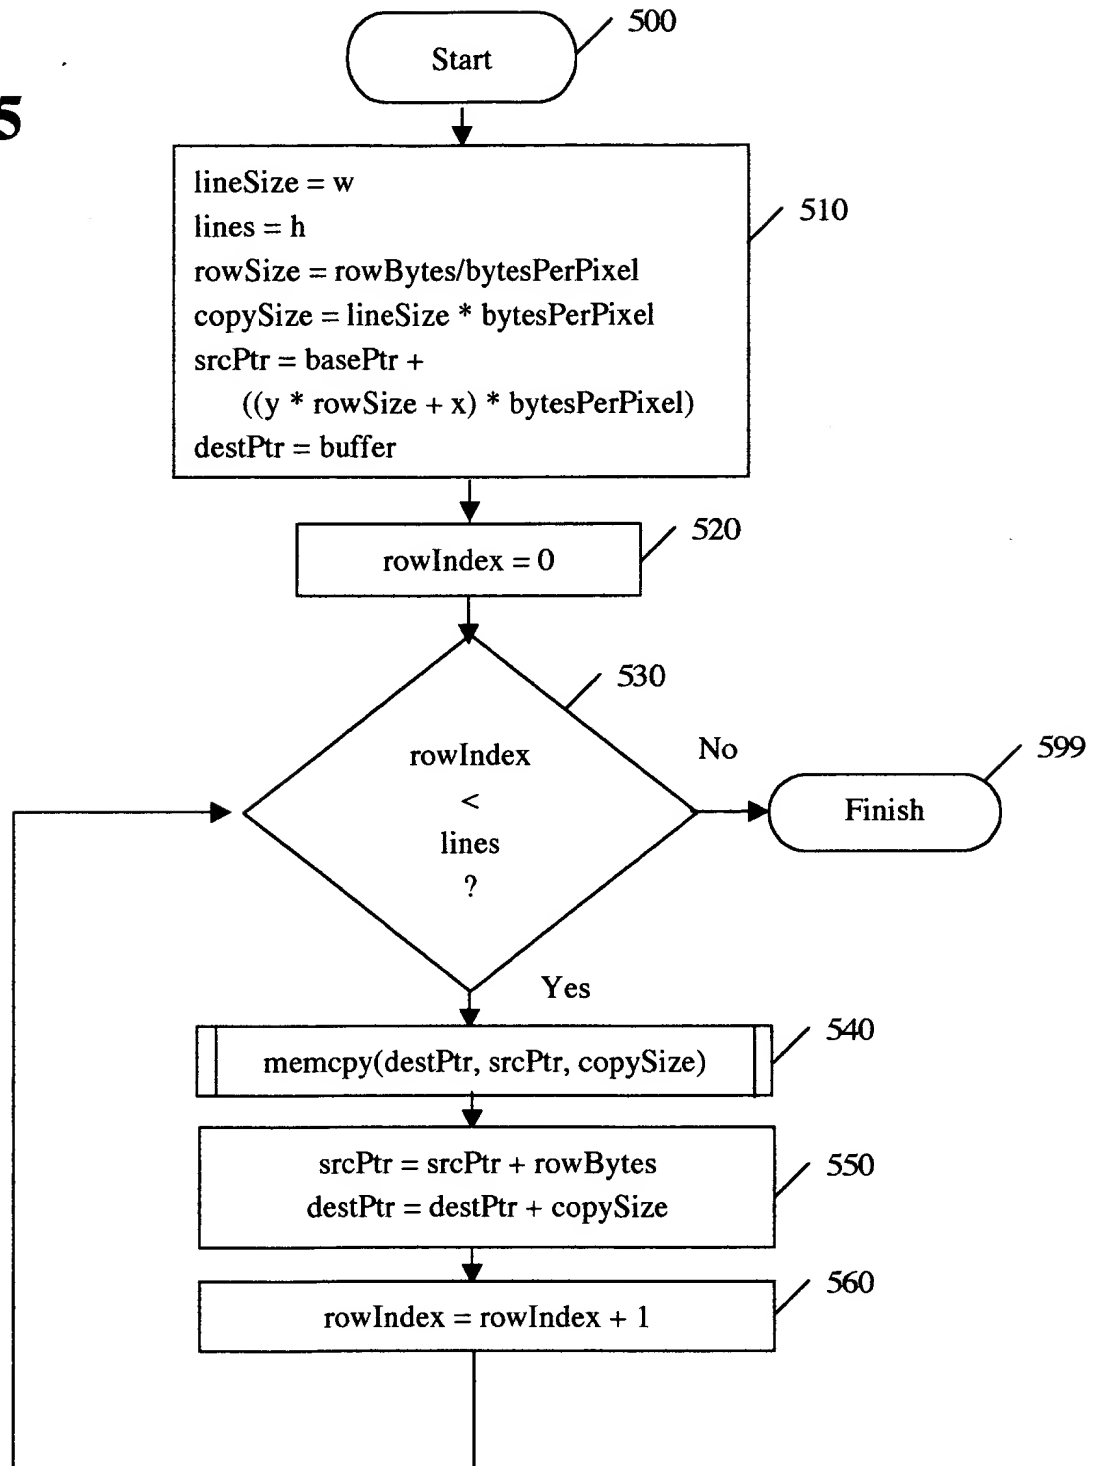 500
Start
5
lineSize = w
lines = h
rowSize = rowBytes/bytesPerPixel
copySize = lineSize * bytesPerPixel
srcPtr = basePtr +
((y * rowSize + x) * bytesPerPixel)
destPtr = buffer
510
520
rowIndex = 0
530
rowIndex
<
lines
?
No
599
Finish
Yes
540
memcpy(destPtr, srcPtr, copySize)
srcPtr = srcPtr + rowBytes
destPtr = destPtr + copySize
550
560
rowIndex = rowIndex + 1